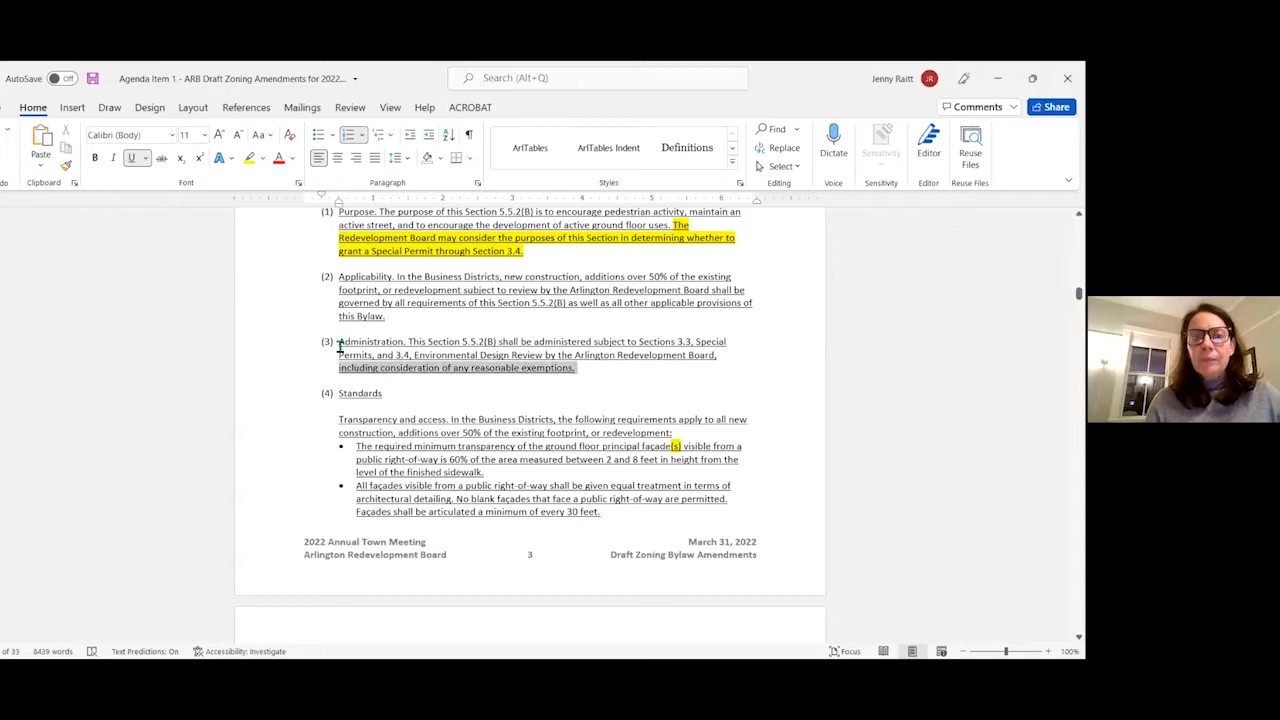 AutoSave Off Agenda Item 1 - ARB Draft Zoning Amendments for 2022... Search (Alt+Q) Jenny Raitt JR
Home Insert Draw Design Layout References Mailings Review View Help ACROBAT Comments Share
Calibri (Body) 11 Aa
Paste B I U ab x₂ x² A A
ArlTables ArlTables Indent Definitions
Find Replace Select
Dictate Sensitivity Editor Reuse Files
Clipboard Font Paragraph Styles Editing Voice Sensitivity Editor Reuse Files
1 2 3 4 5 6
(1) Purpose. The purpose of this Section 5.5.2(B) is to encourage pedestrian activity, maintain an
active street, and to encourage the development of active ground floor uses. The
Redevelopment Board may consider the purposes of this Section in determining whether to
grant a Special Permit through Section 3.4.
(2) Applicability. In the Business Districts, new construction, additions over 50% of the existing
footprint, or redevelopment subject to review by the Arlington Redevelopment Board shall be
governed by all requirements of this Section 5.5.2(B) as well as all other applicable provisions of
this Bylaw.
(3) Administration. This Section 5.5.2(B) shall be administered subject to Sections 3.3, Special
Permits, and 3.4, Environmental Design Review by the Arlington Redevelopment Board,
including consideration of any reasonable exemptions.
(4) Standards
Transparency and access. In the Business Districts, the following requirements apply to all new
construction, additions over 50% of the existing footprint, or redevelopment:
• The required minimum transparency of the ground floor principal façade(s) visible from a
public right-of-way is 60% of the area measured between 2 and 8 feet in height from the
level of the finished sidewalk.
• All façades visible from a public right-of-way shall be given equal treatment in terms of
architectural detailing. No blank façades that face a public right-of-way are permitted.
Façades shall be articulated a minimum of every 30 feet.
2022 Annual Town Meeting March 31, 2022
Arlington Redevelopment Board 3 Draft Zoning Bylaw Amendments
of 33 8439 words Text Predictions: On Accessibility: Investigate Focus 100%